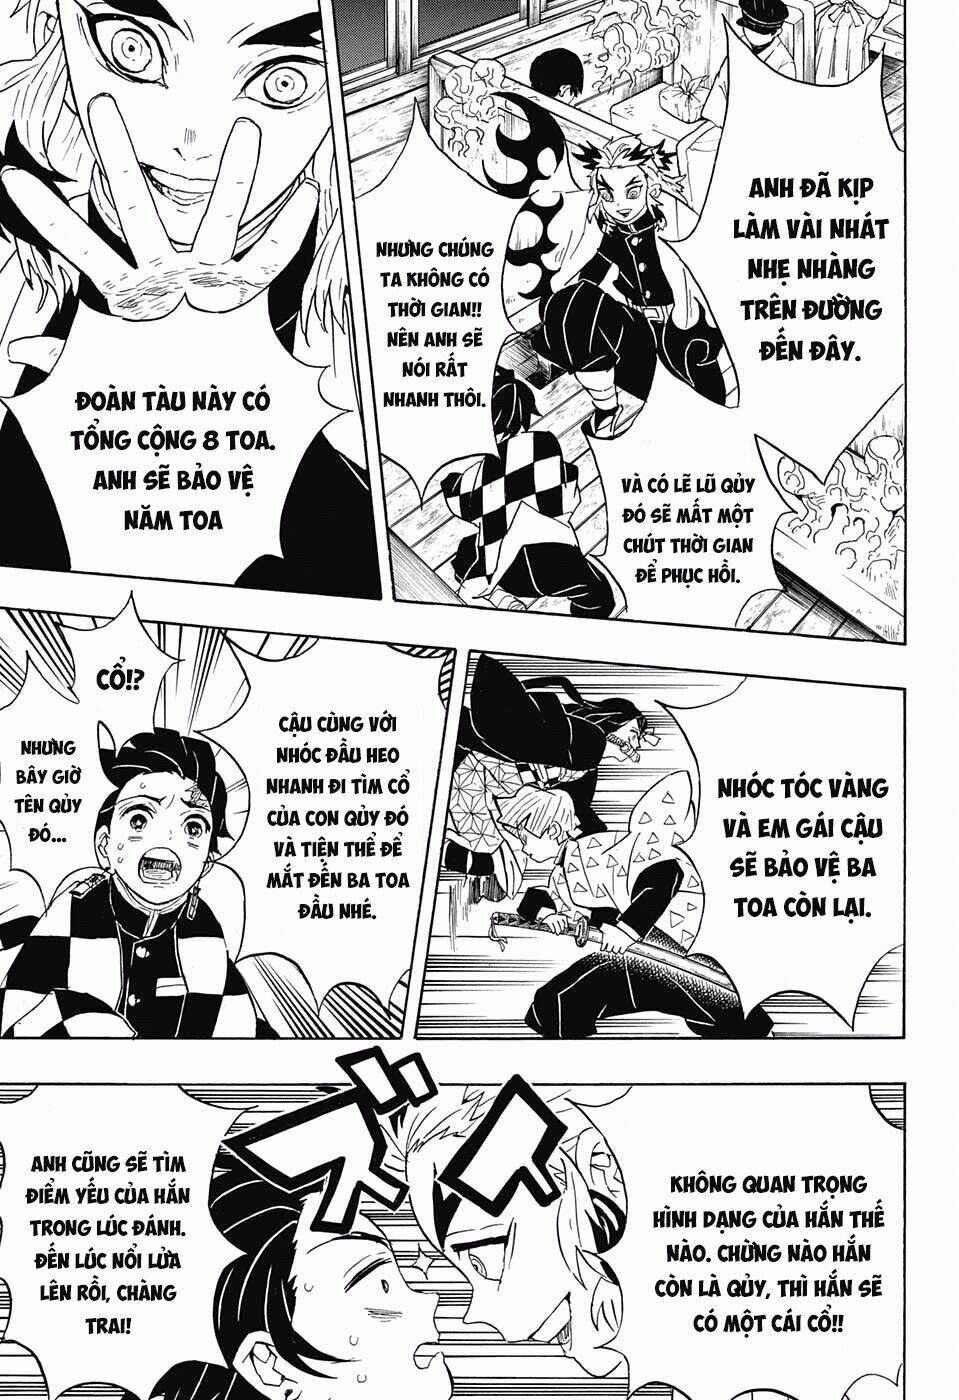 ANH ĐÃ KỊP
LÀM VÀI NHÁT
NHẸ NHÀNG
TRÊN ĐƯỜNG
ĐẾN ĐÂY.
VÀ CÓ LẼ LŨ QỦY
ĐÓ SẼ MẤT MỘT
CHÚT THỜI GIAN
ĐỂ PHỤC HỒI.
NHƯNG CHÚNG
TA KHÔNG CÓ
THỜI GIAN!!
NÊN ANH SẼ
NÓI RẤT
NHANH THÔI.
ĐOÀN TÀU NÀY CÓ
TỔNG CỘNG 8 TOA.
ANH SẼ BẢO VỆ
NĂM TOA
NHÓC TÓC VÀNG
VÀ EM GÁI CẬU
SẼ BẢO VỆ BA
TOA CÒN LẠI.
CẬU CÙNG VỚI
NHÓC ĐẦU HEO
NHANH ĐI TÌM CỔ
CỦA CON QỦY ĐÓ
VÀ TIỆN THỂ ĐỂ
MẮT ĐẾN BA TOA
ĐẦU NHÉ.
CỔ!?
NHƯNG
BÂY GIỜ
TÊN QỦY
ĐÓ...
KHÔNG QUAN TRỌNG
HÌNH DẠNG CỦA HẮN THẾ
NÀO. CHỪNG NÀO HẮN
CÒN LÀ QỦY, THÌ HẮN SẼ
CÓ MỘT CÁI CỔ!!
ズイ
ANH CŨNG SẼ TÌM
ĐIỂM YẾU CỦA HẮN
TRONG LÚC ĐÁNH.
ĐẾN LÚC NỔI LỬA
LÊN RỒI, CHÀNG
TRAI!